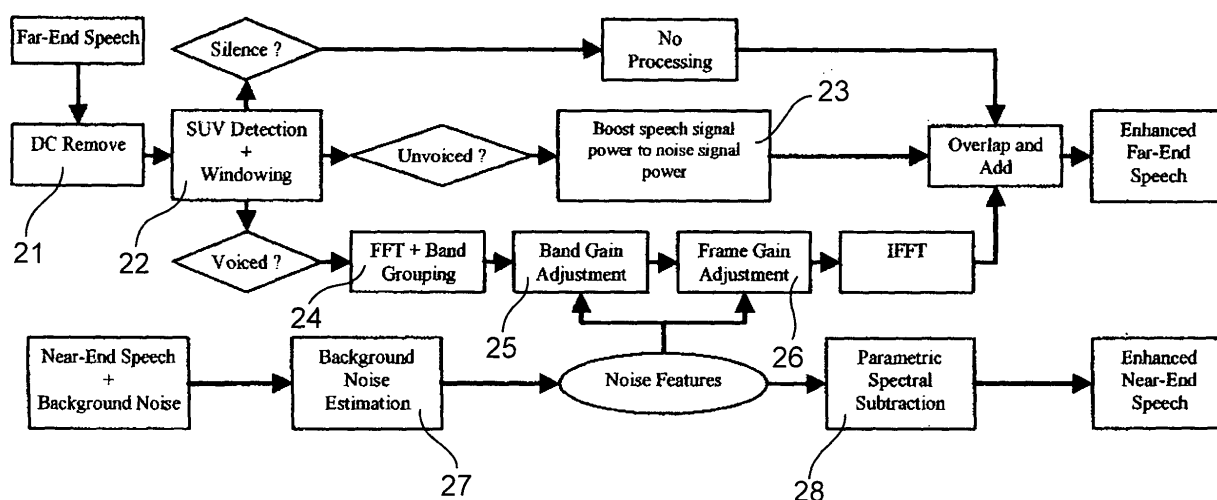 Far-End Speech
DC Remove
21
SUV Detection
+
Windowing
22
Silence ?
No
Processing
Unvoiced ?
Boost speech signal
power to noise signal
power
23
Overlap and
Add
Enhanced
Far-End
Speech
Voiced ?
FFT + Band
Grouping
24
Band Gain
Adjustment
25
Frame Gain
Adjustment
26
IFFT
Near-End Speech
+
Background Noise
Background
Noise
Estimation
27
Noise Features
Parametric
Spectral
Subtraction
28
Enhanced
Near-End
Speech